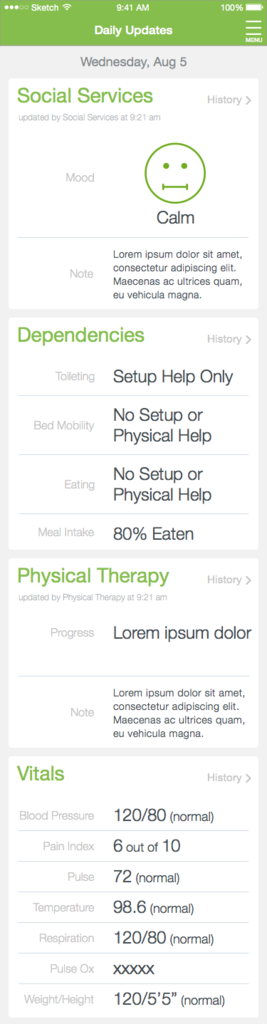 Sketch 9:41 AM 100%
Daily Updates
MENU
Wednesday, Aug 5
Social Services History
updated by Social Services at 9:21 am
Mood
Calm
Note Lorem ipsum dolor sit amet,
consectetur adipiscing elit.
Maecenas ac ultrices quam,
eu vehicula magna.
Dependencies History
Toileting Setup Help Only
Bed Mobility No Setup or
Physical Help
Eating No Setup or
Physical Help
Meal Intake 80% Eaten
Physical Therapy History
updated by Physical Therapy at 9:21 am
Progress Lorem ipsum dolor
Note Lorem ipsum dolor sit amet,
consectetur adipiscing elit.
Maecenas ac ultrices quam,
eu vehicula magna.
Vitals History
Blood Pressure 120/80 (normal)
Pain Index 6 out of 10
Pulse 72 (normal)
Temperature 98.6 (normal)
Respiration 120/80 (normal)
Pulse Ox xxxxx
Weight/Height 120/5'5” (normal)